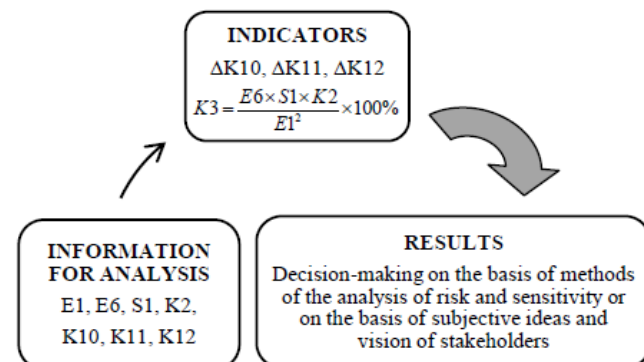 INDICATORS
ΔK10, ΔK11, ΔK12
K3 = E6×S1×K2 / E1² ×100%
INFORMATION
FOR ANALYSIS
E1, E6, S1, K2,
K10, K11, K12
RESULTS
Decision-making on the basis of methods
of the analysis of risk and sensitivity or
on the basis of subjective ideas and
vision of stakeholders